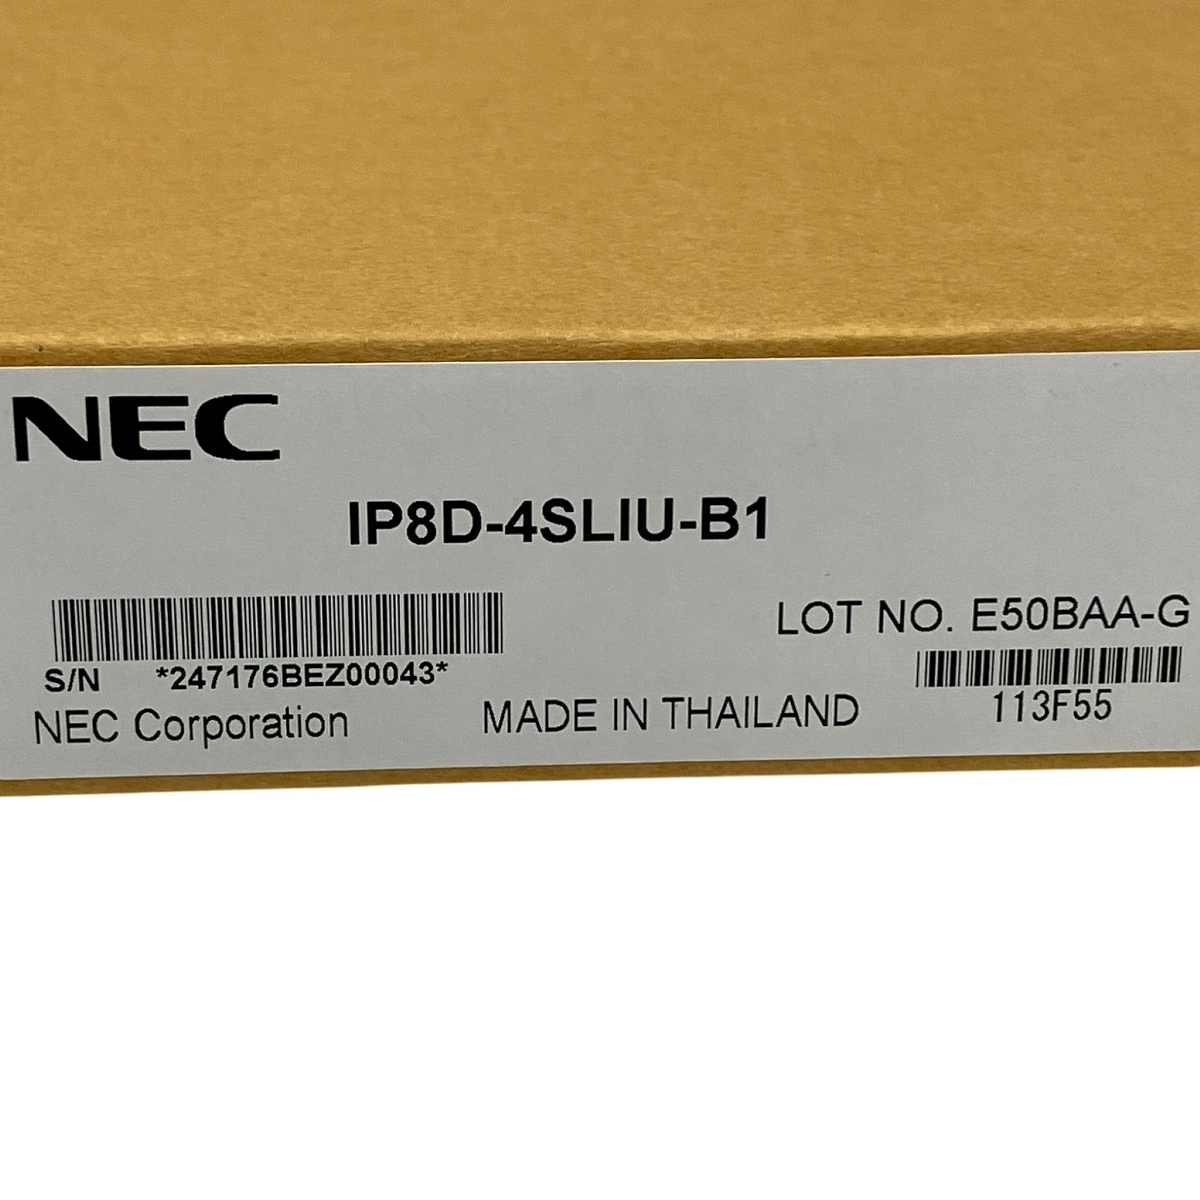 NEC
IP8D-4SLIU-B1
LOT NO. E50BAA-G
S/N *247176BEZ00043*
113F55
NEC Corporation
MADE IN THAILAND